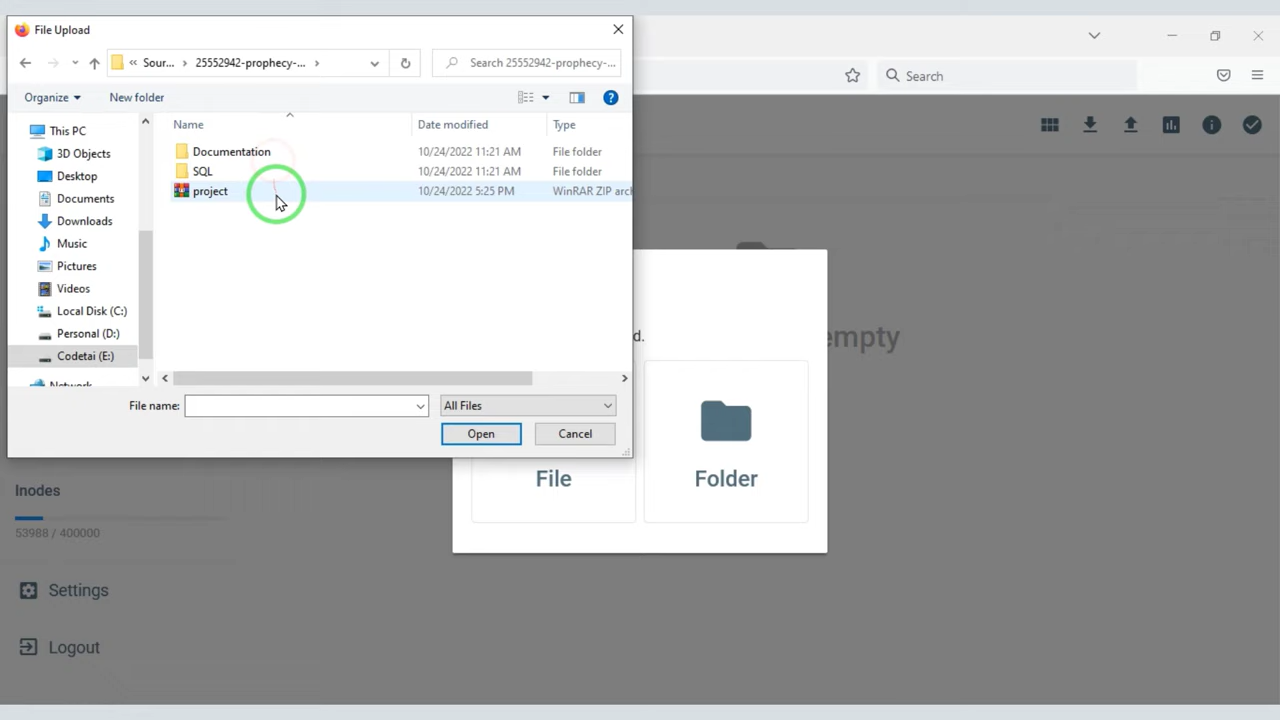 File Upload
Sour... 25552942-prophecy-...
Search 25552942-prophecy-...
Search
Organize
New folder
Name
Date modified
Type
This PC
3D Objects
Desktop
Documents
Downloads
Music
Pictures
Videos
Local Disk (C:)
Personal (D:)
Codetai (E:)
Network
Documentation 10/24/2022 11:21 AM File folder
SQL 10/24/2022 11:21 AM File folder
project 10/24/2022 5:25 PM WinRAR ZIP arch
d.
empty
File name:
All Files
Open
Cancel
File
Folder
Inodes
53988 / 400000
Settings
Logout